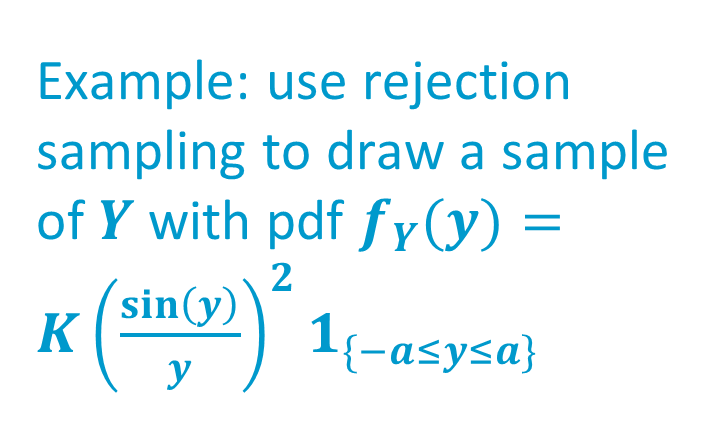 Example: use rejection
sampling to draw a sample
of Y with pdf f_Y(y) =
K (sin(y)/y)^2 1_{−a≤y≤a}